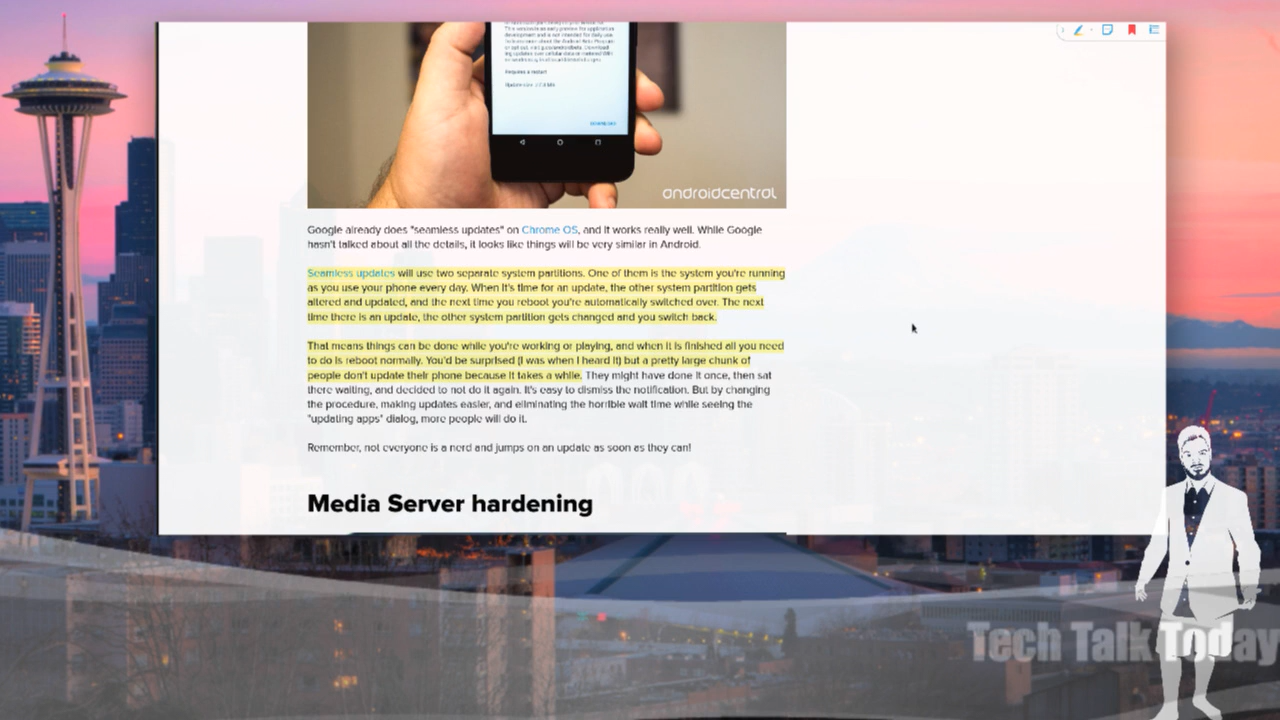 Requires a restart
DOWNLOAD
androidcentral
Google already does "seamless updates" on Chrome OS, and it works really well. While Google
hasn't talked about all the details, it looks like things will be very similar in Android.
Seamless updates will use two separate system partitions. One of them is the system you're running
as you use your phone every day. When it's time for an update, the other system partition gets
altered and updated, and the next time you reboot you're automatically switched over. The next
time there is an update, the other system partition gets changed and you switch back.
That means things can be done while you're working or playing, and when it is finished all you need
to do is reboot normally. You'd be surprised (I was when I heard it) but a pretty large chunk of
people don't update their phone because it takes a while. They might have done it once, then sat
there waiting, and decided to not do it again. It's easy to dismiss the notification. But by changing
the procedure, making updates easier, and eliminating the horrible wait time while seeing the
"updating apps" dialog, more people will do it.
Remember, not everyone is a nerd and jumps on an update as soon as they can!
Media Server hardening
Tech Talk Today